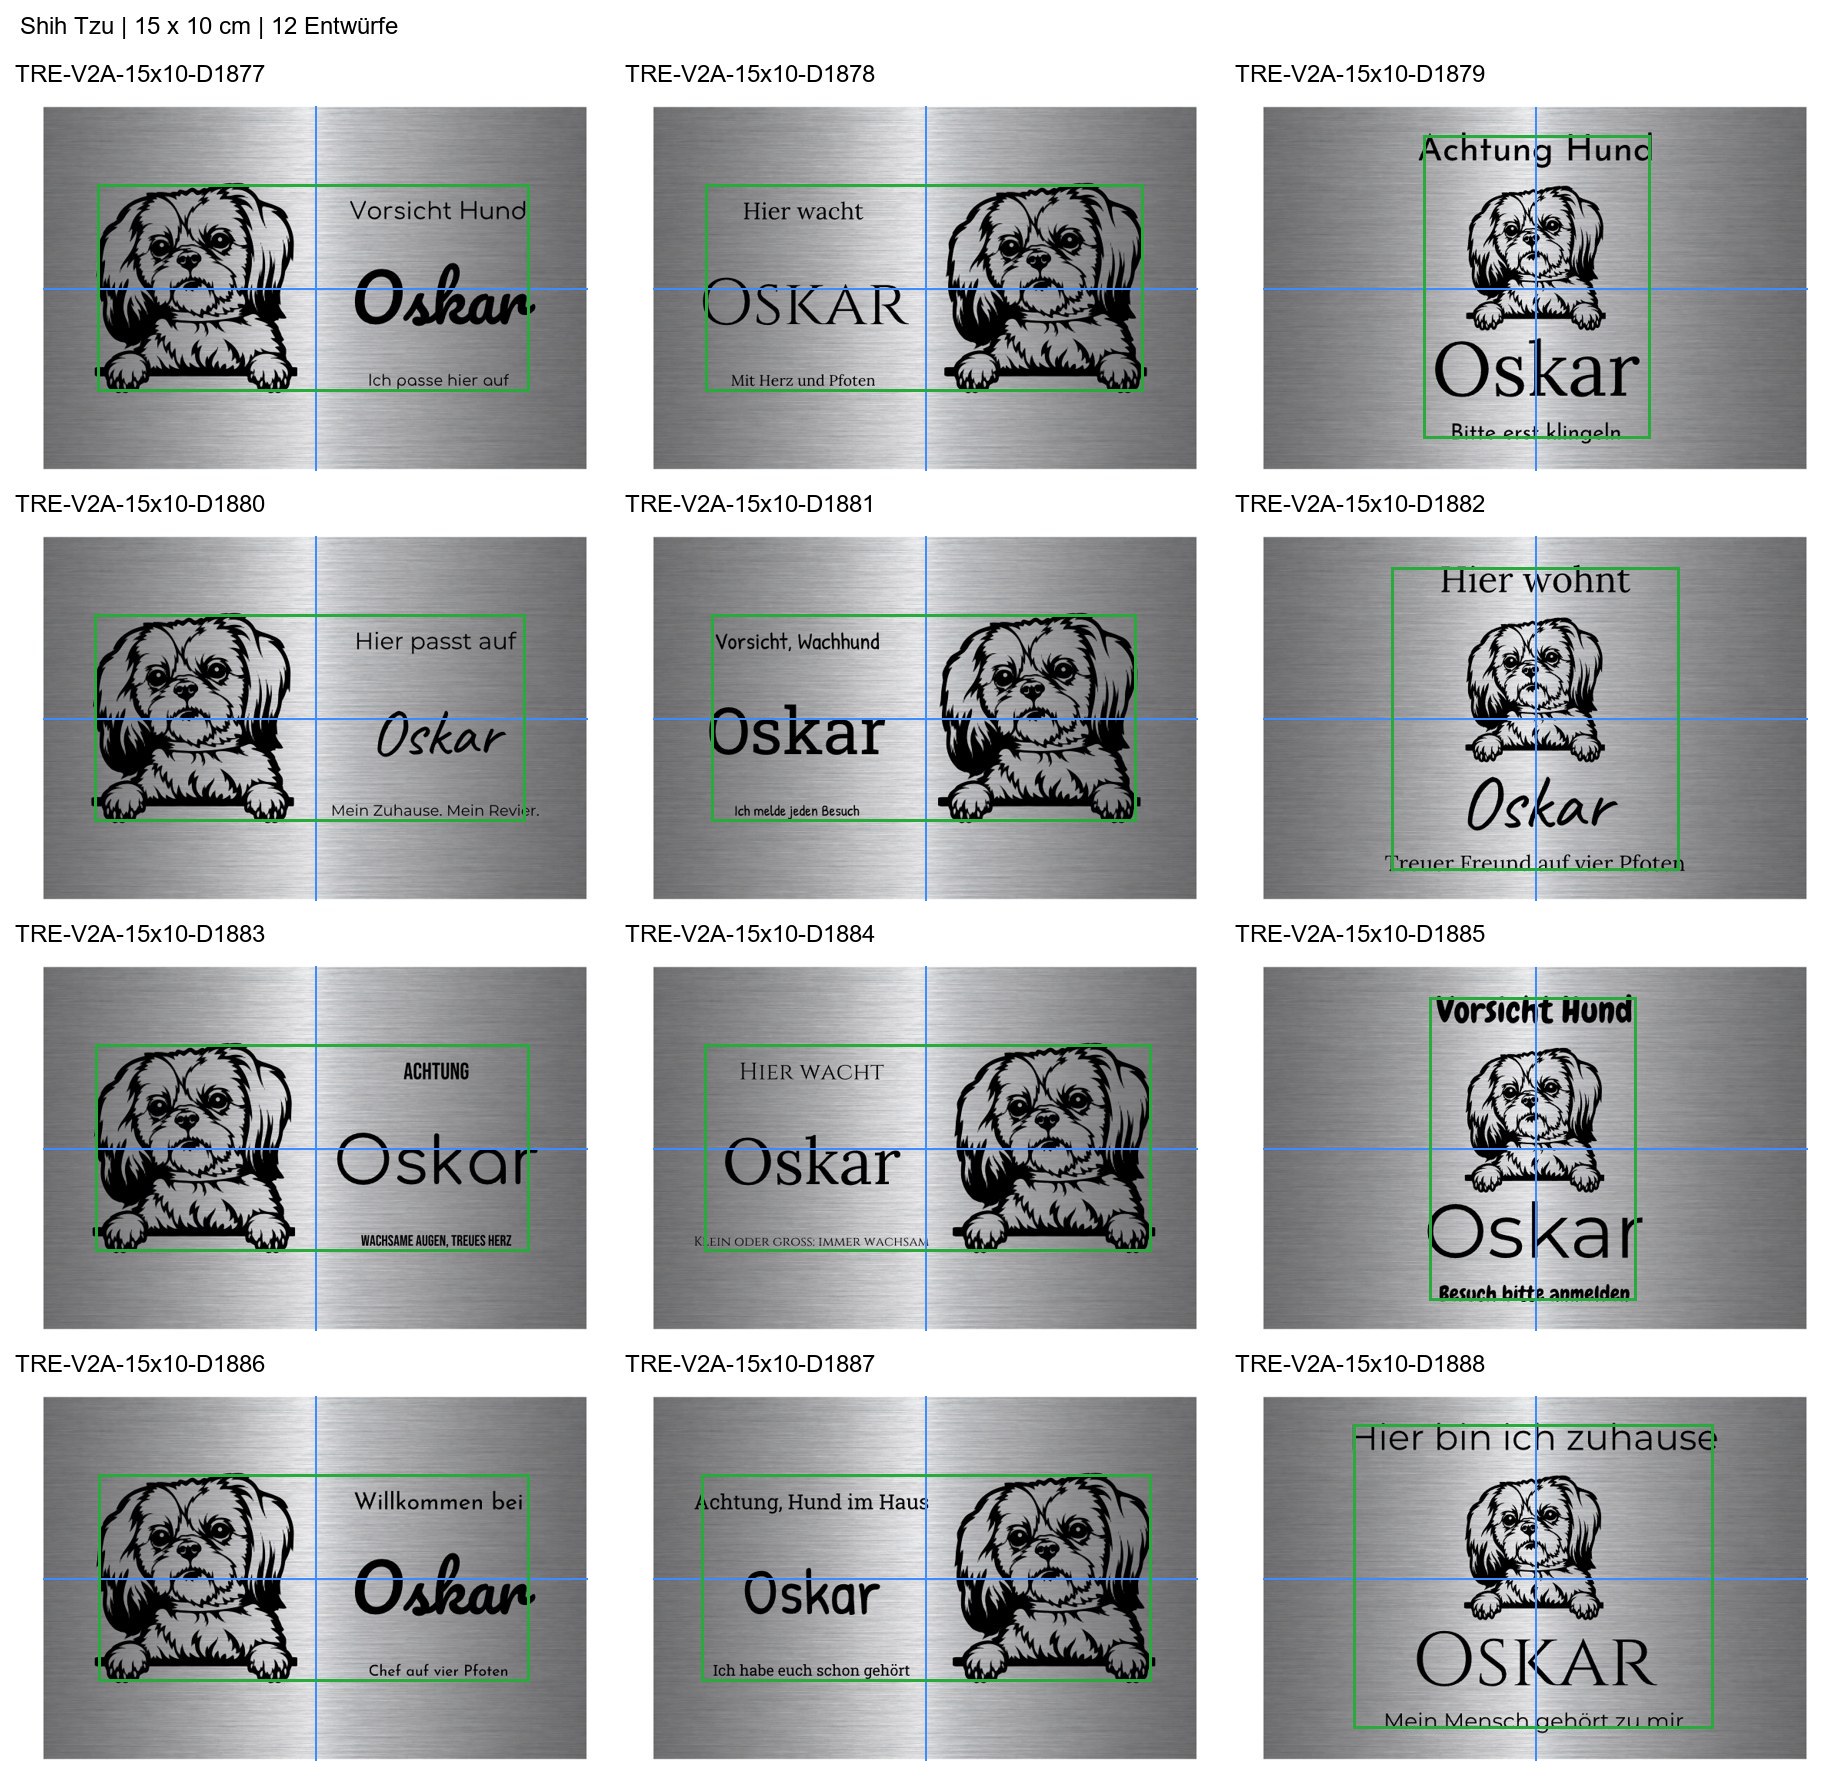 Shih Tzu | 15 x 10 cm | 12 Entwürfe
TRE-V2A-15x10-D1877
Vorsicht Hund
Oskar
Ich passe hier auf
TRE-V2A-15x10-D1878
Hier wacht
OSKAR
Mit Herz und Pfoten
TRE-V2A-15x10-D1879
Achtung Hund
Oskar
Bitte erst klingeln
TRE-V2A-15x10-D1880
Hier passt auf
Oskar
Mein Zuhause. Mein Revier.
TRE-V2A-15x10-D1881
Vorsicht, Wachhund
Oskar
Ich melde jeden Besuch
TRE-V2A-15x10-D1882
Hier wohnt
Oskar
Treuer Freund auf vier Pfoten
TRE-V2A-15x10-D1883
ACHTUNG
Oskar
WACHSAME AUGEN, TREUES HERZ
TRE-V2A-15x10-D1884
HIER WACHT
Oskar
KLEIN ODER GROSS: IMMER WACHSAM
TRE-V2A-15x10-D1885
Vorsicht Hund
Oskar
Besuch bitte anmelden
TRE-V2A-15x10-D1886
Willkommen bei
Oskar
Chef auf vier Pfoten
TRE-V2A-15x10-D1887
Achtung, Hund im Haus
Oskar
Ich habe euch schon gehört
TRE-V2A-15x10-D1888
Hier bin ich zuhause
OSKAR
Mein Mensch gehört zu mir